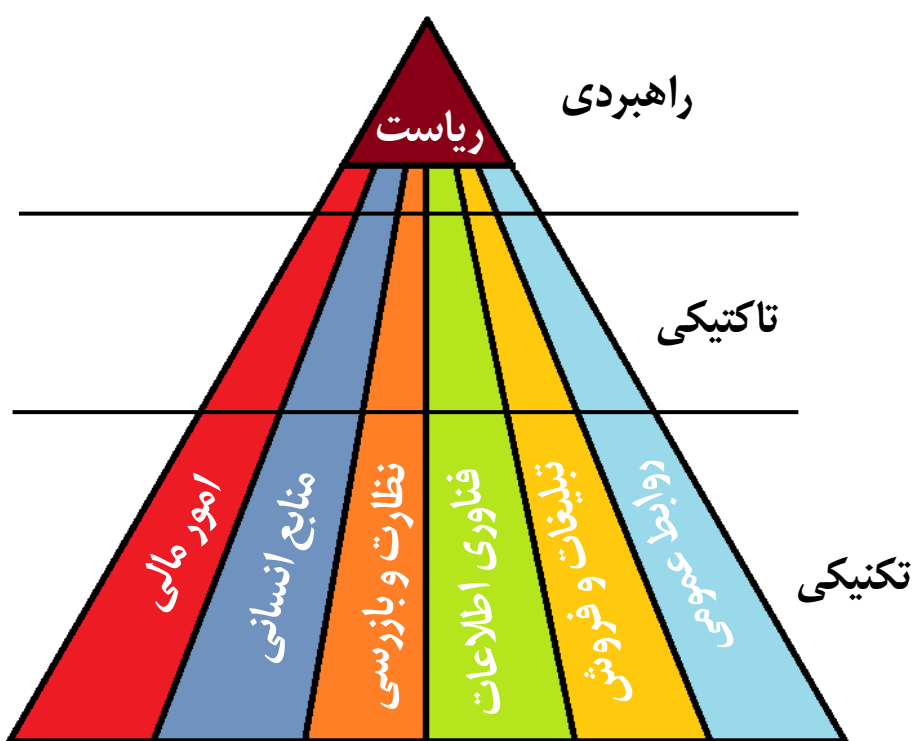 راهبردی
ریاست
تاکتیکی
تکنیکی
روابط عمومی
تبلیغات و فروش
فناوری اطلاعات
نظارت و بازرسی
منابع انسانی
امور مالی